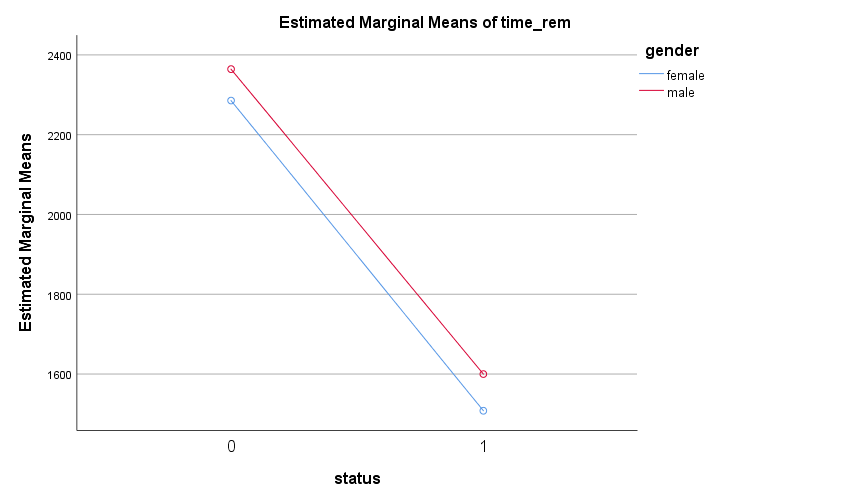 Estimated Marginal Means of time_rem
gender
female
male
Estimated Marginal Means
2400
2200
2000
1800
1600
0 1
status